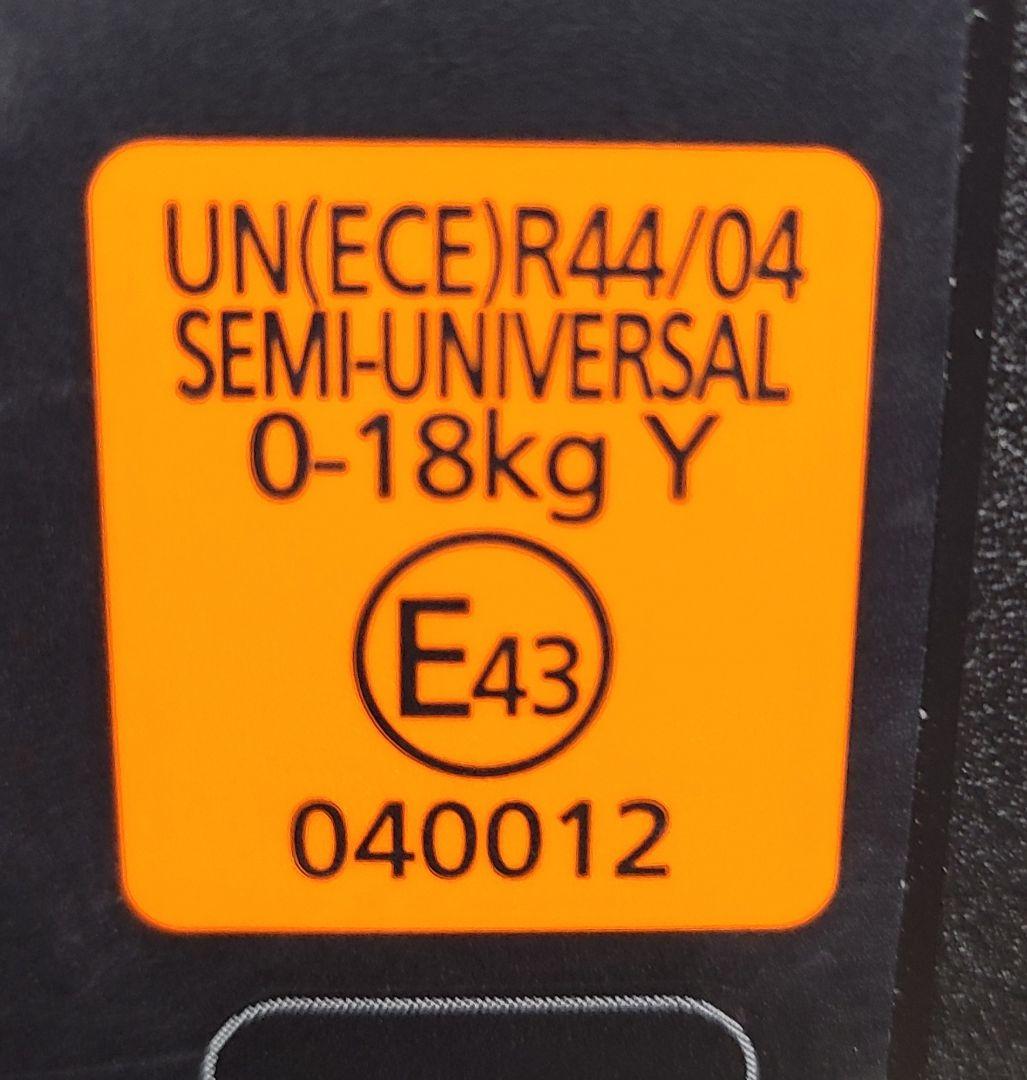 UN(ECE)R44/04
SEMI-UNIVERSAL
0-18kg Y
E43
040012